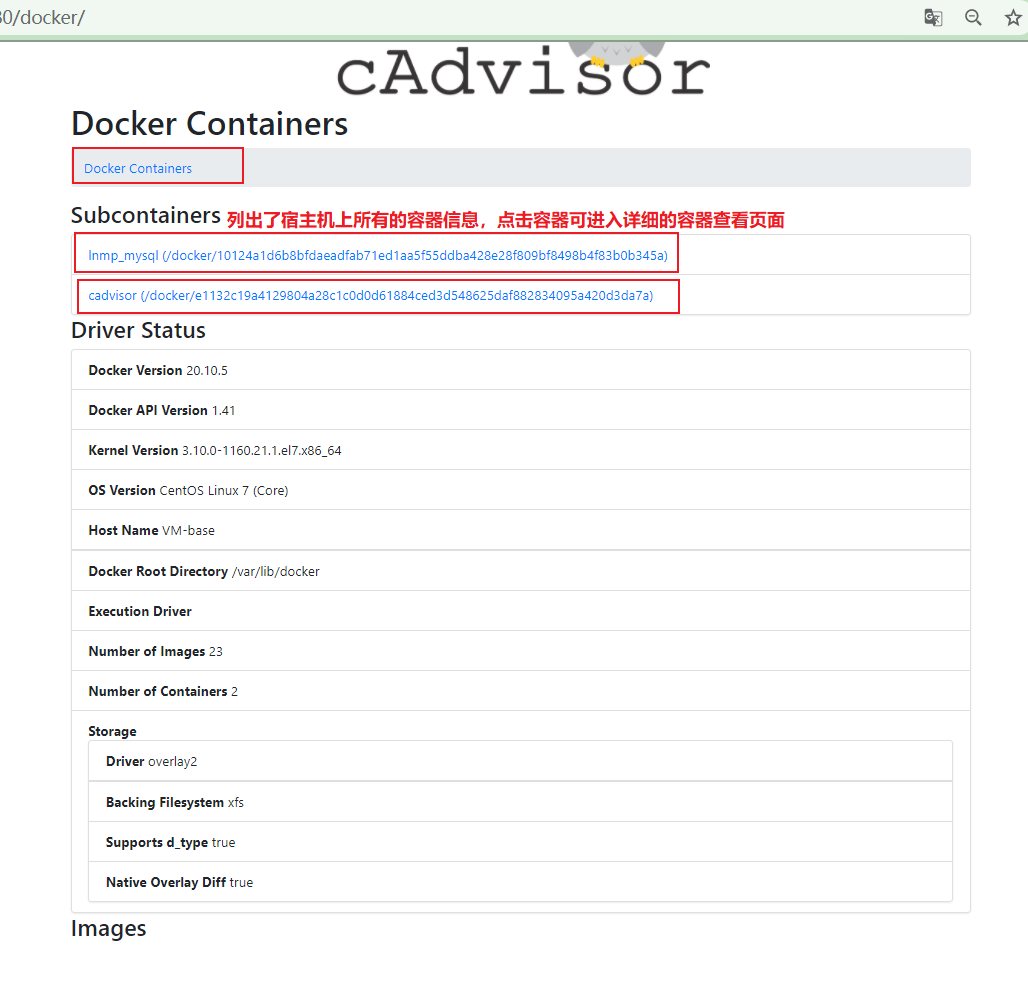 30/docker/
cAdvisor
Docker Containers
Docker Containers
Subcontainers 列出了宿主机上所有的容器信息，点击容器可进入详细的容器查看页面
lnmp_mysql (/docker/10124a1d6b8bfdaeadfab71ed1aa5f55ddba428e28f809bf8498b4f83b0b345a)
cadvisor (/docker/e1132c19a4129804a28c1c0d0d61884ced3d548625daf882834095a420d3da7a)
Driver Status
Docker Version 20.10.5
Docker API Version 1.41
Kernel Version 3.10.0-1160.21.1.el7.x86_64
OS Version CentOS Linux 7 (Core)
Host Name VM-base
Docker Root Directory /var/lib/docker
Execution Driver
Number of Images 23
Number of Containers 2
Storage
Driver overlay2
Backing Filesystem xfs
Supports d_type true
Native Overlay Diff true
Images